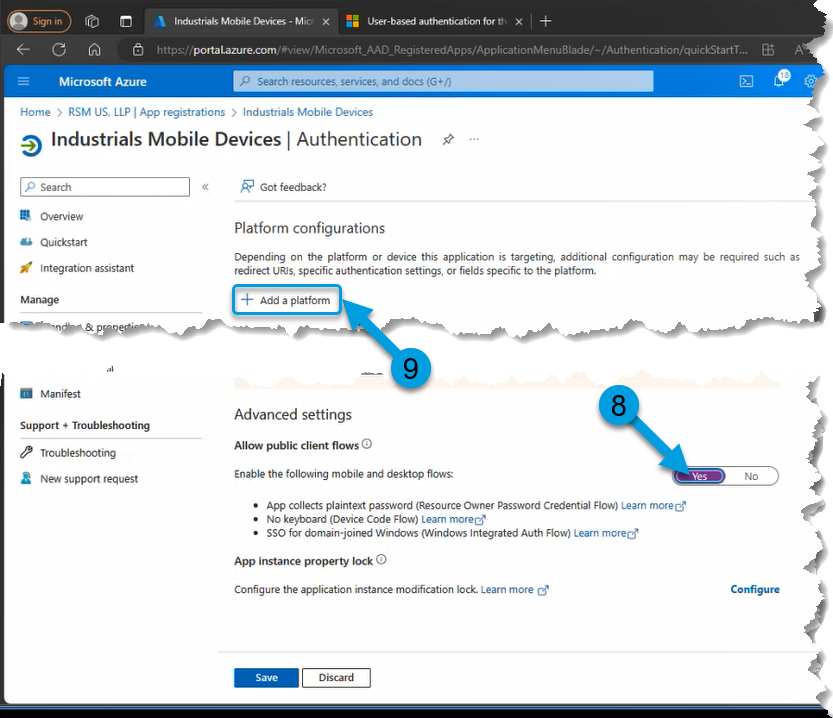 Sign in
Industrials Mobile Devices - Micr
User-based authentication for th
https://portal.azure.com/#view/Microsoft_AAD_RegisteredApps/ApplicationMenuBlade/~/Authentication/quickStartT...
Microsoft Azure
Search resources, services, and docs (G+/)
18
Home > RSM US, LLP | App registrations > Industrials Mobile Devices
Industrials Mobile Devices | Authentication
Search
Got feedback?
Overview
Quickstart
Integration assistant
Manage
Platform configurations
Depending on the platform or device this application is targeting, additional configuration may be required such as
redirect URIs, specific authentication settings, or fields specific to the platform.
Add a platform
9
Manifest
Support + Troubleshooting
Troubleshooting
New support request
8
Advanced settings
Allow public client flows
Enable the following mobile and desktop flows:
Yes
No
App collects plaintext password (Resource Owner Password Credential Flow) Learn more
No keyboard (Device Code Flow) Learn more
SSO for domain-joined Windows (Windows Integrated Auth Flow) Learn more
App instance property lock
Configure the application instance modification lock. Learn more
Configure
Save
Discard